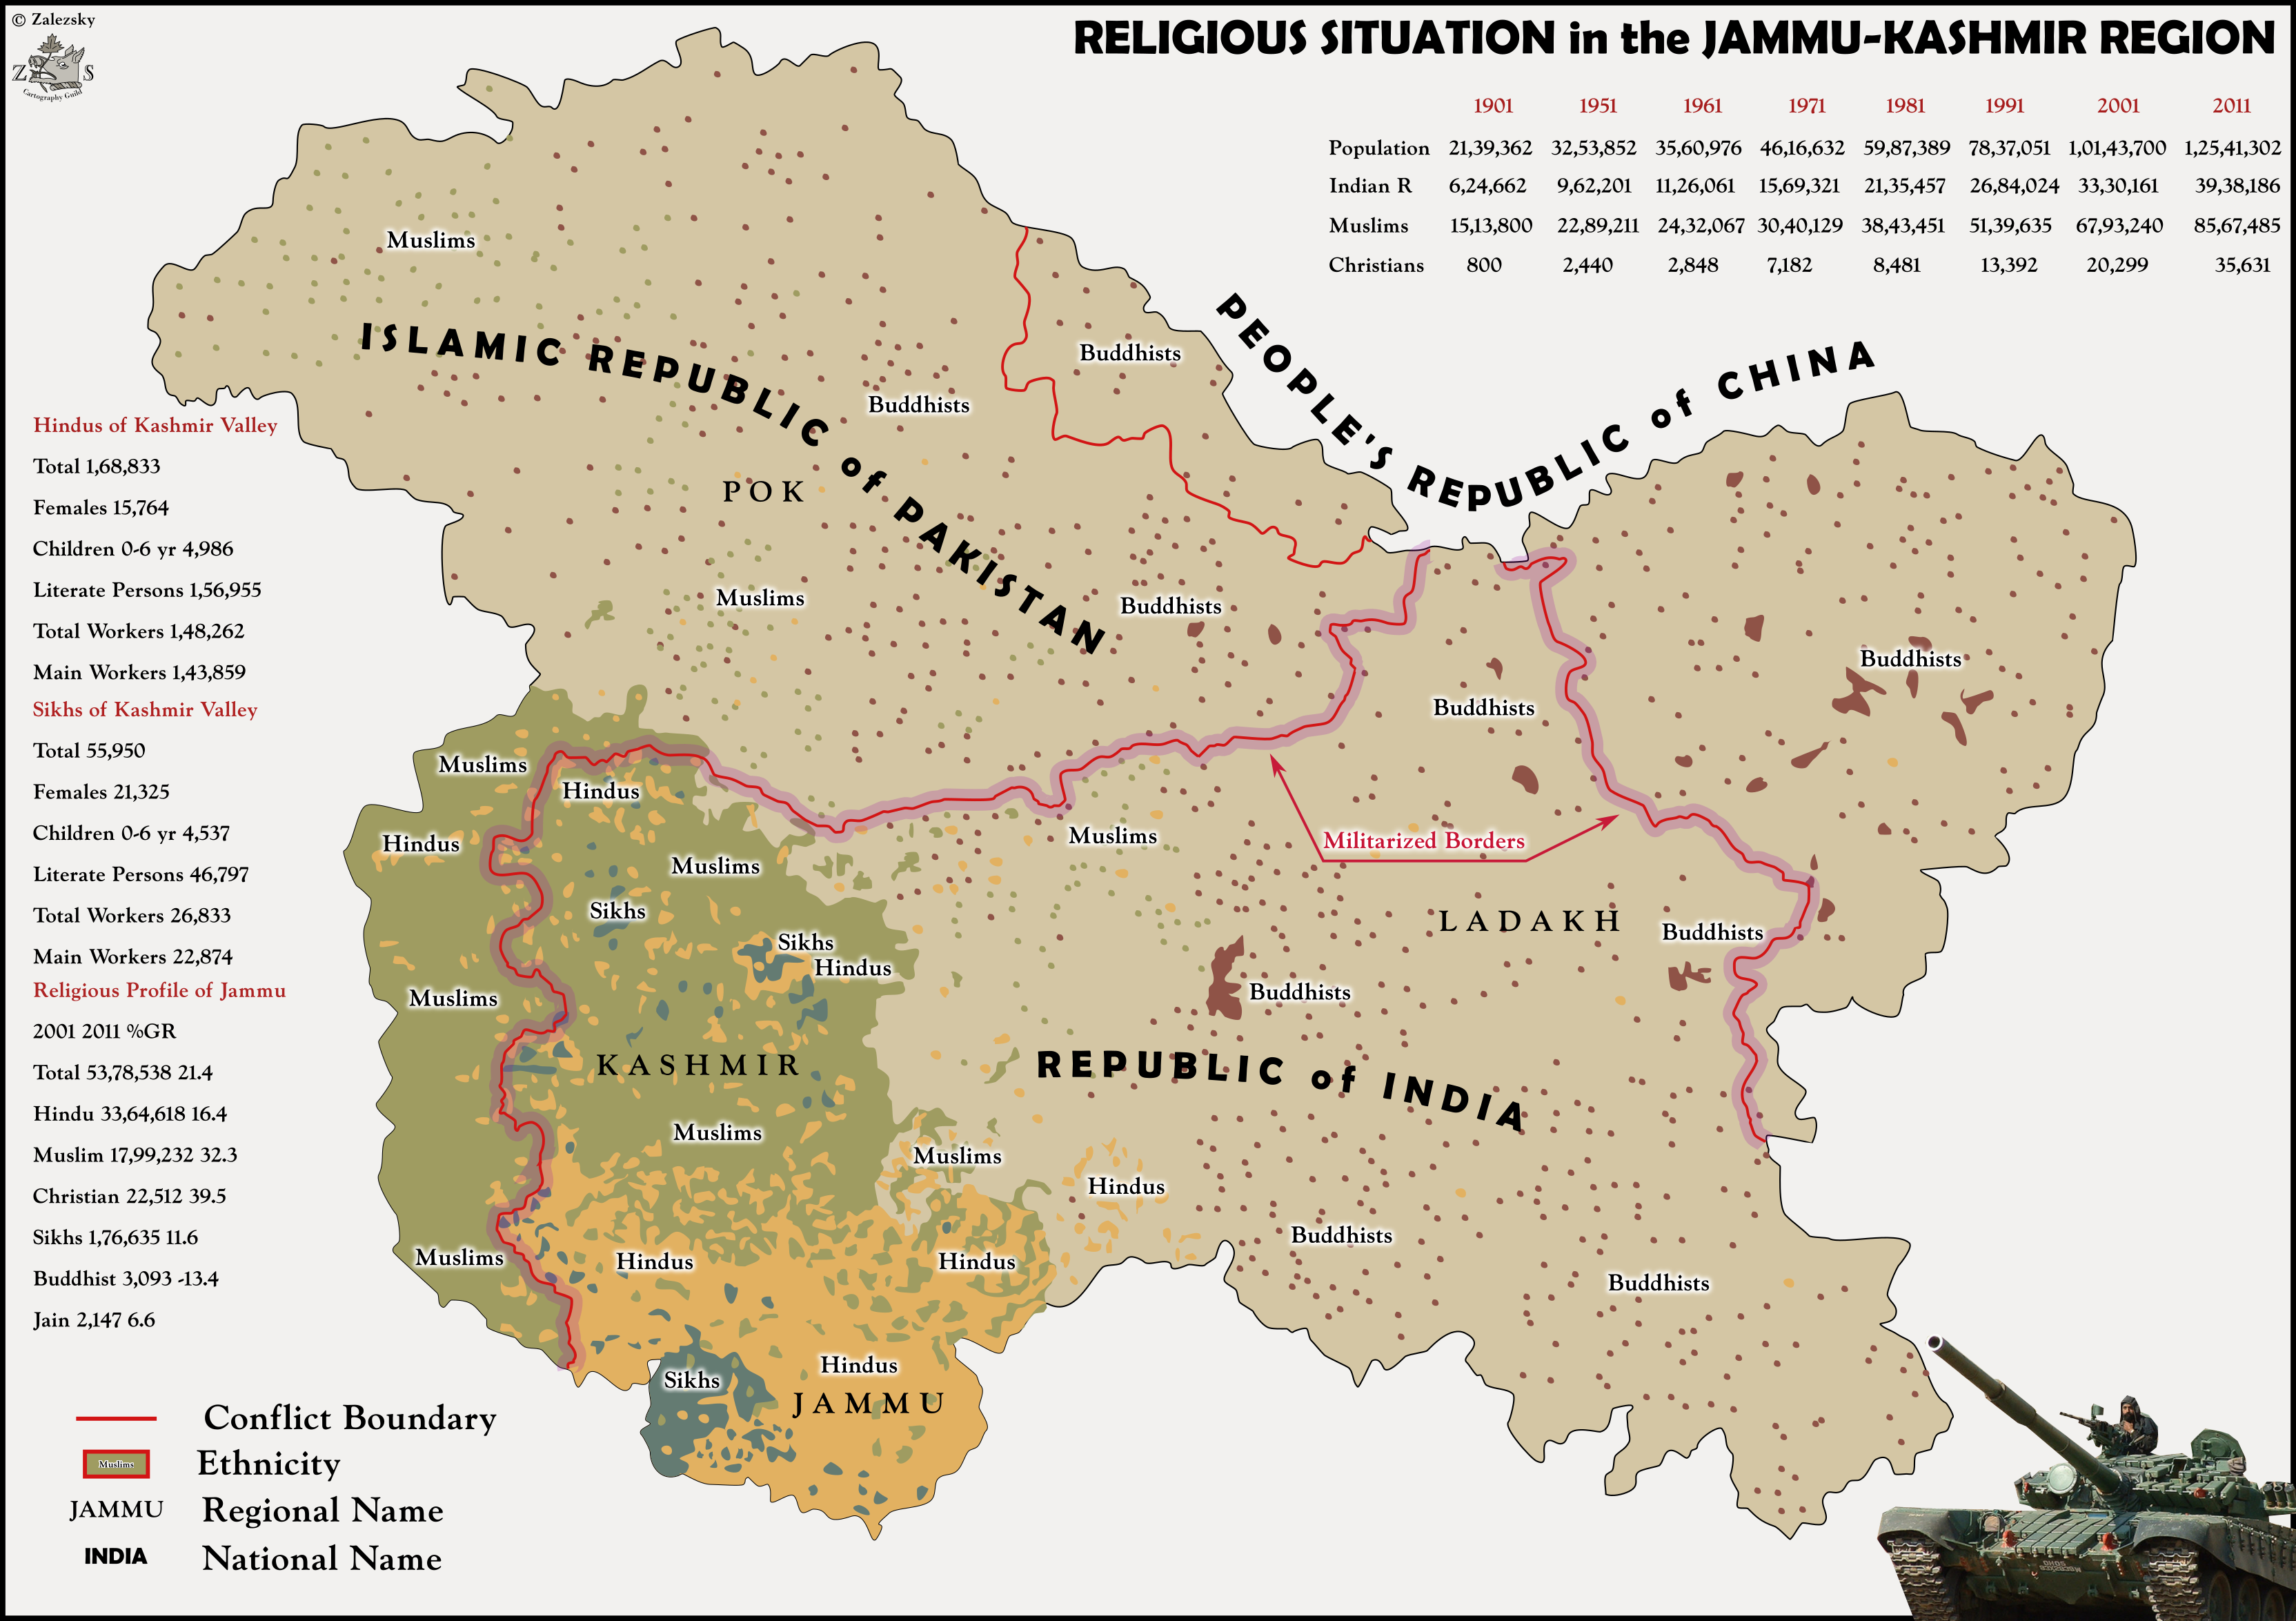 © Zalezsky
Z S
Cartography Guild
RELIGIOUS SITUATION in the JAMMU-KASHMIR REGION
1901 1951 1961 1971 1981 1991 2001 2011
Population 21,39,362 32,53,852 35,60,976 46,16,632 59,87,389 78,37,051 1,01,43,700 1,25,41,302
Indian R 6,24,662 9,62,201 11,26,061 15,69,321 21,35,457 26,84,024 33,30,161 39,38,186
Muslims 15,13,800 22,89,211 24,32,067 30,40,129 38,43,451 51,39,635 67,93,240 85,67,485
Christians 800 2,440 2,848 7,182 8,481 13,392 20,299 35,631
Muslims
ISLAMIC REPUBLIC of PAKISTAN
PEOPLE'S REPUBLIC of CHINA
Buddhists
Buddhists
POK
Muslims
Buddhists
Buddhists
Buddhists
Muslims
Hindus
Hindus
Muslims
Muslims
Militarized Borders
Sikhs
LADAKH
Buddhists
Sikhs
Hindus
Muslims
Buddhists
KASHMIR
REPUBLIC of INDIA
Muslims
Muslims
Hindus
Buddhists
Muslims
Hindus
Hindus
Buddhists
Hindus
Sikhs
JAMMU
Hindus of Kashmir Valley
Total 1,68,833
Females 15,764
Children 0-6 yr 4,986
Literate Persons 1,56,955
Total Workers 1,48,262
Main Workers 1,43,859
Sikhs of Kashmir Valley
Total 55,950
Females 21,325
Children 0-6 yr 4,537
Literate Persons 46,797
Total Workers 26,833
Main Workers 22,874
Religious Profile of Jammu
2001 2011 %GR
Total 53,78,538 21.4
Hindu 33,64,618 16.4
Muslim 17,99,232 32.3
Christian 22,512 39.5
Sikhs 1,76,635 11.6
Buddhist 3,093 -13.4
Jain 2,147 6.6
Conflict Boundary
Muslims Ethnicity
JAMMU Regional Name
INDIA National Name